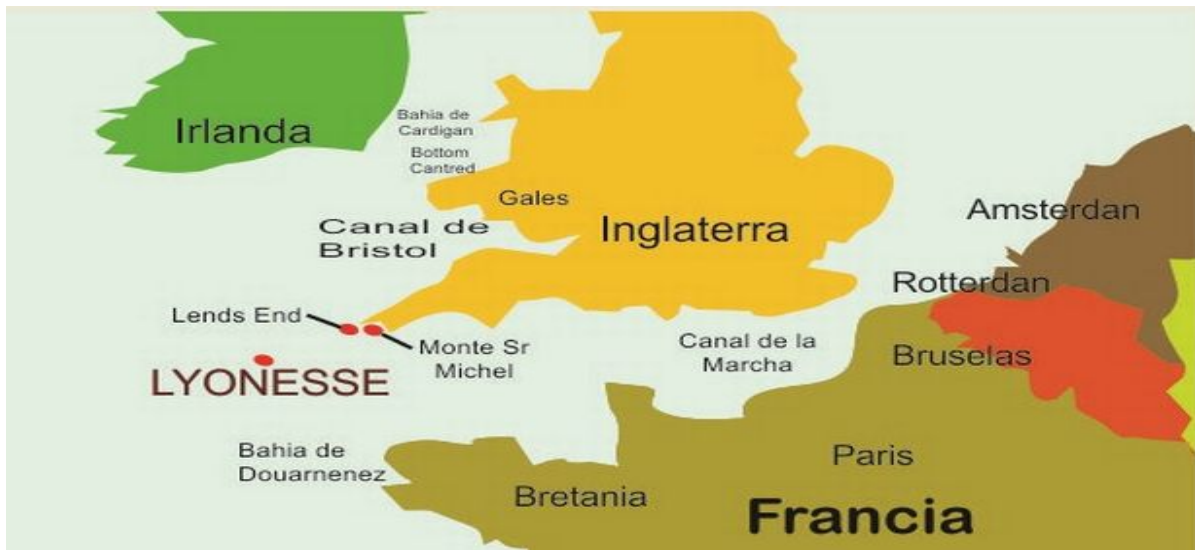 Irlanda
Bahia de
Cardigan
Bottom
Cantred
Gales
Canal de
Bristol
Inglaterra
Amsterdan
Rotterdan
Lends End
Monte Sr
Michel
Canal de la
Marcha
Bruselas
LYONESSE
Bahia de
Douarnenez
Bretania
Paris
Francia